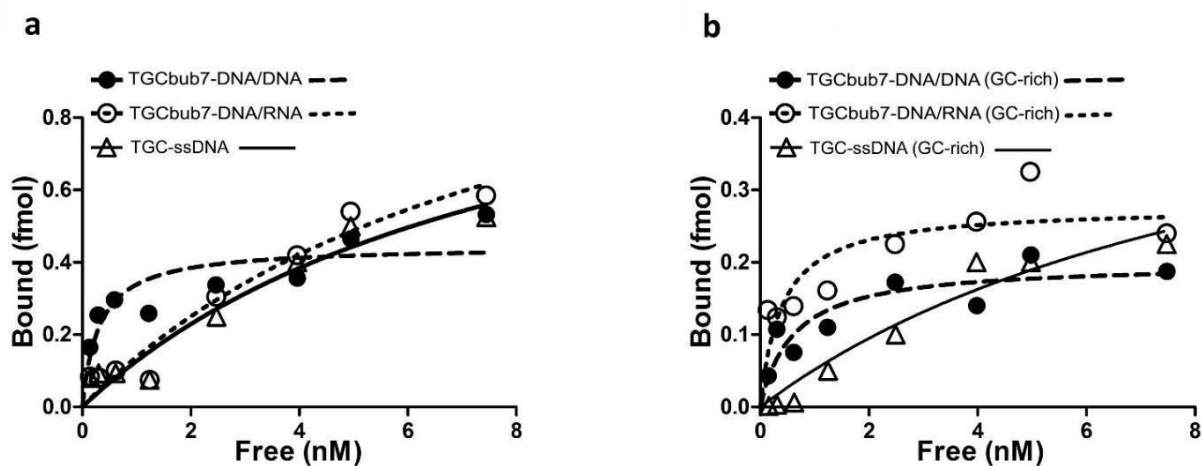 a
TGCbub7-DNA/DNA
TGCbub7-DNA/RNA
TGC-ssDNA
0.8
0.6
0.4
0.2
0.0
Bound (fmol)
0
2
4
6
8
Free (nM)
b
TGCbub7-DNA/DNA (GC-rich)
TGCbub7-DNA/RNA (GC-rich)
TGC-ssDNA (GC-rich)
0.4
0.3
0.2
0.1
0.0
Bound (fmol)
0
2
4
6
8
Free (nM)